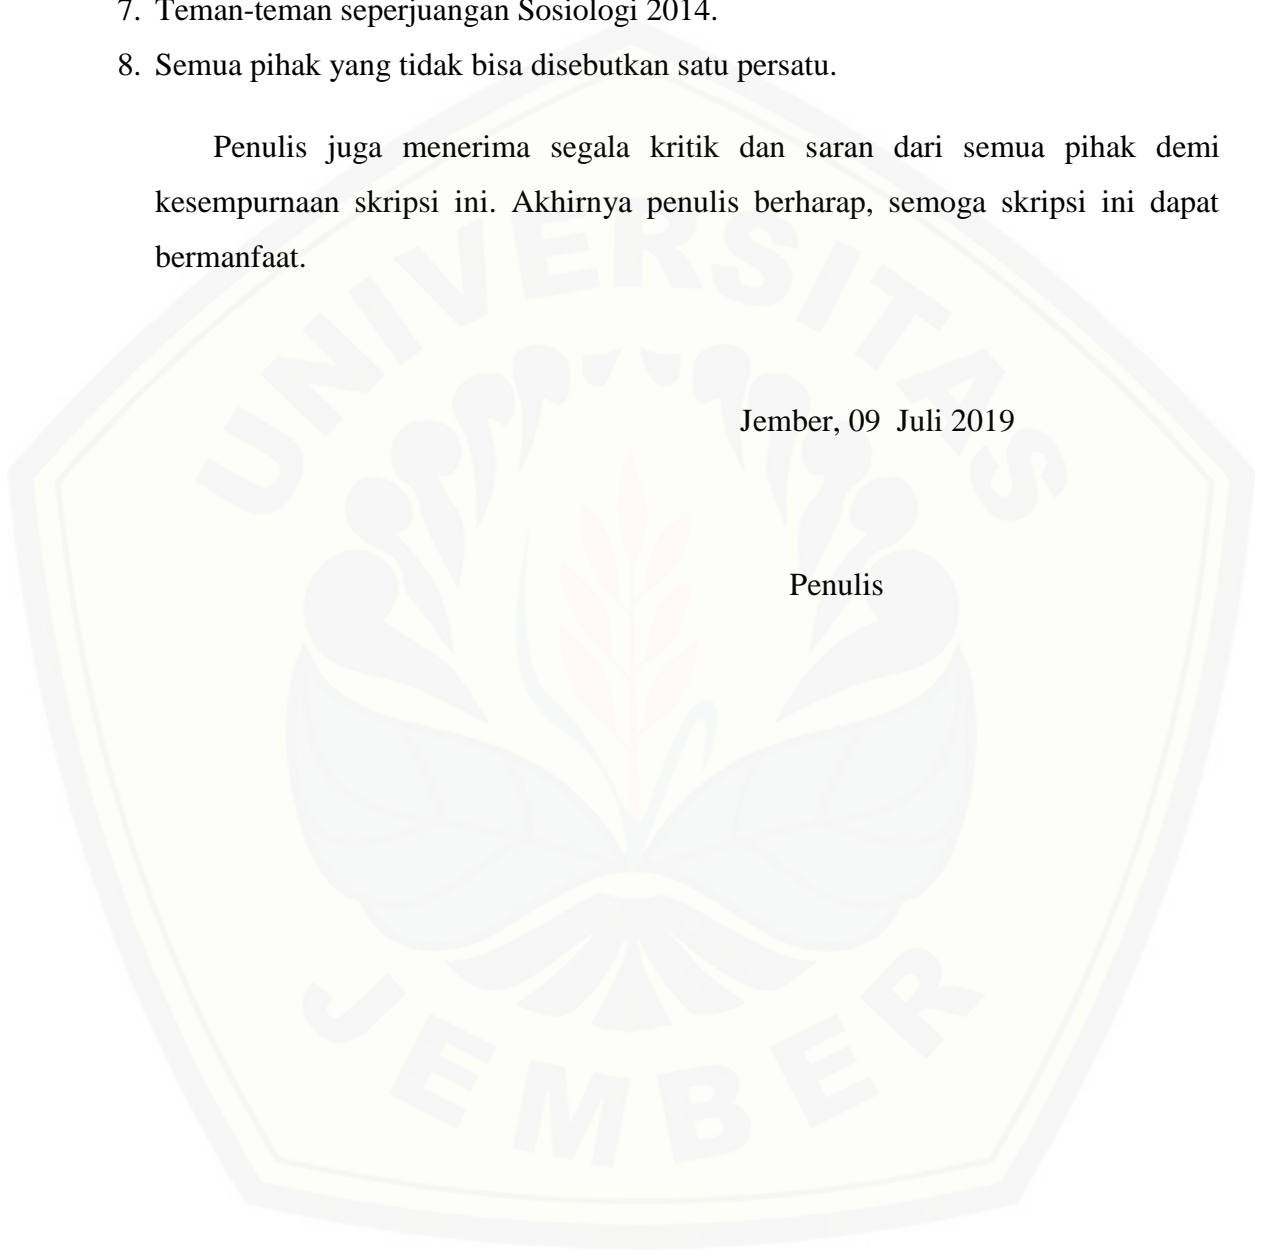 7. Teman-teman seperjuangan Sosiologi 2014.
8. Semua pihak yang tidak bisa disebutkan satu persatu.
Penulis juga menerima segala kritik dan saran dari semua pihak demi
kesempurnaan skripsi ini. Akhirnya penulis berharap, semoga skripsi ini dapat
bermanfaat.
UNIVERSITAS
Jember, 09 Juli 2019
Penulis
JEMBER